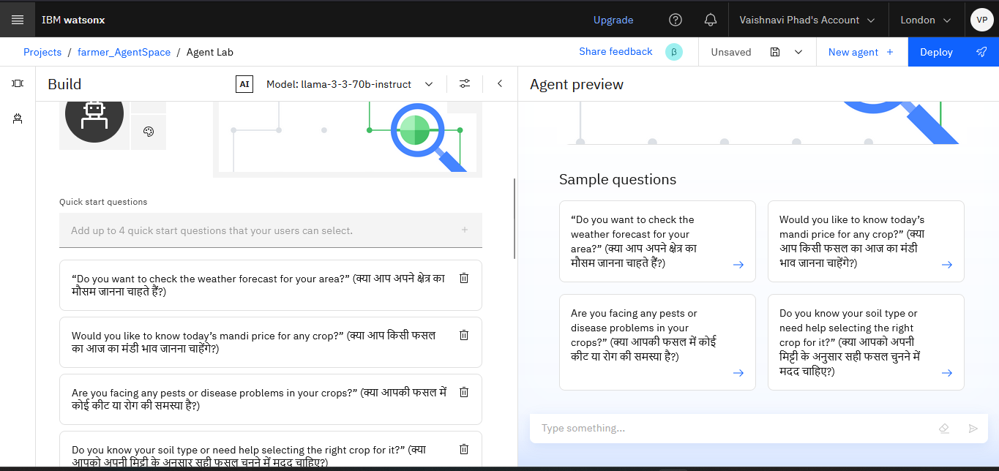 IBM watsonx
Upgrade
Vaishnavi Phad's Account
London
VP
Projects / farmer_AgentSpace / Agent Lab
Share feedback
β
Unsaved
New agent +
Deploy
Build
AI
Model: llama-3-3-70b-instruct
Quick start questions
Add up to 4 quick start questions that your users can select.
“Do you want to check the weather forecast for your area?” (क्या आप अपने क्षेत्र का
मौसम जानना चाहते हैं?)
Would you like to know today’s mandi price for any crop?” (क्या आप किसी फसल
का आज का मंडी भाव जानना चाहेंगे?)
Are you facing any pests or disease problems in your crops?” (क्या आपकी फसल में
कोई कीट या रोग की समस्या है?)
Do you know your soil type or need help selecting the right crop for it?” (क्या
आपको अपनी मिट्टी के अनुसार सही फसल चुनने में मदद चाहिए?)
Agent preview
Sample questions
“Do you want to check the
weather forecast for your
area?” (क्या आप अपने क्षेत्र का
मौसम जानना चाहते हैं?)
Would you like to know today’s
mandi price for any crop?” (क्या
आप किसी फसल का आज का मंडी
भाव जानना चाहेंगे?)
Are you facing any pests or
disease problems in your
crops?” (क्या आपकी फसल में कोई
कीट या रोग की समस्या है?)
Do you know your soil type or
need help selecting the right
crop for it?” (क्या आपको अपनी
मिट्टी के अनुसार सही फसल चुनने में
मदद चाहिए?)
Type something...